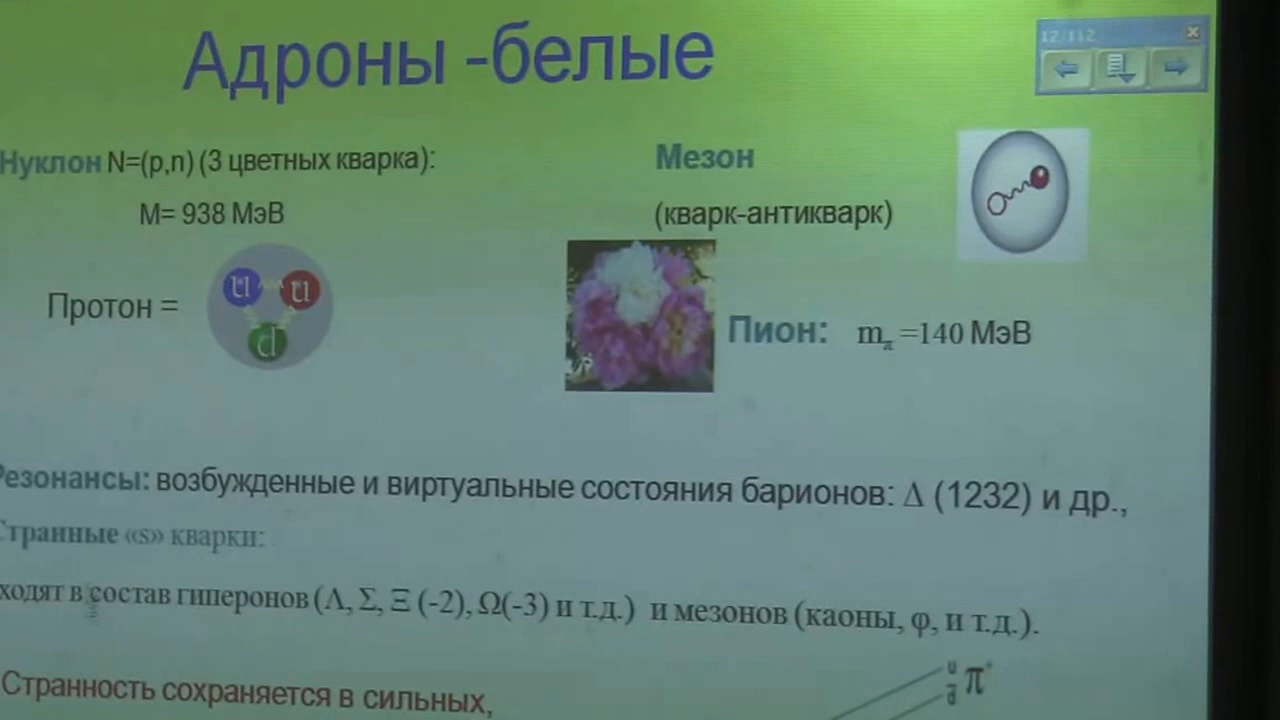 Адроны -белые
12/112
Нуклон N=(p,n) (3 цветных кварка):
M= 938 МэВ
Мезон
(кварк-антикварк)
Протон =
u u
d
Пион: mπ =140 МэВ
Резонансы: возбужденные и виртуальные состояния барионов: Δ (1232) и др.,
Странные «s» кварки:
ходят в состав гиперонов (Λ, Σ, Ξ (-2), Ω(-3) и т.д.) и мезонов (каоны, φ, и т.д.).
Странность сохраняется в сильных,
u
d̅
π⁺